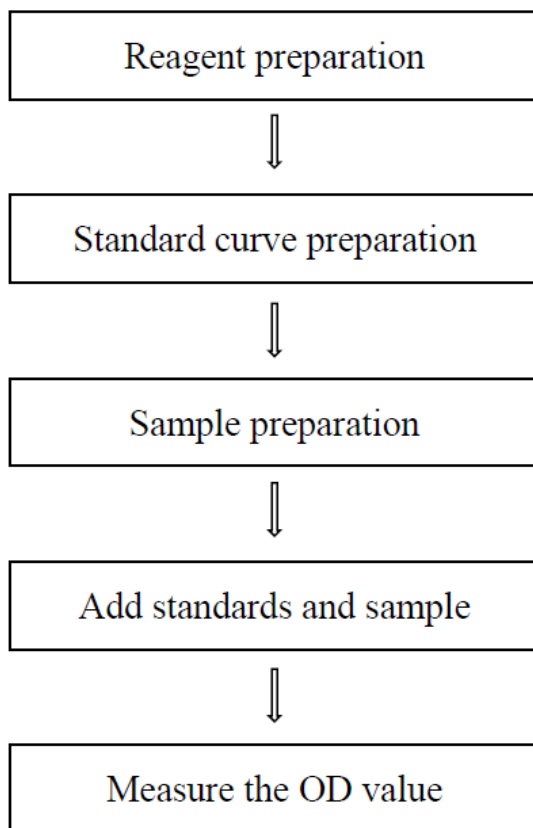 Reagent preparation
Standard curve preparation
Sample preparation
Add standards and sample
Measure the OD value